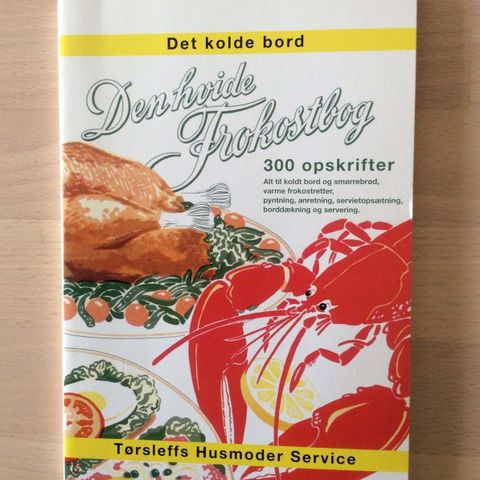 Det kolde bord
Den hvide
Frokostbog
300 opskrifter
Alt til koldt bord og smørrebrød,
varme frokostretter,
pyntning, anretning, servietopsætning,
borddækning og servering.
Tørsleffs Husmoder Service